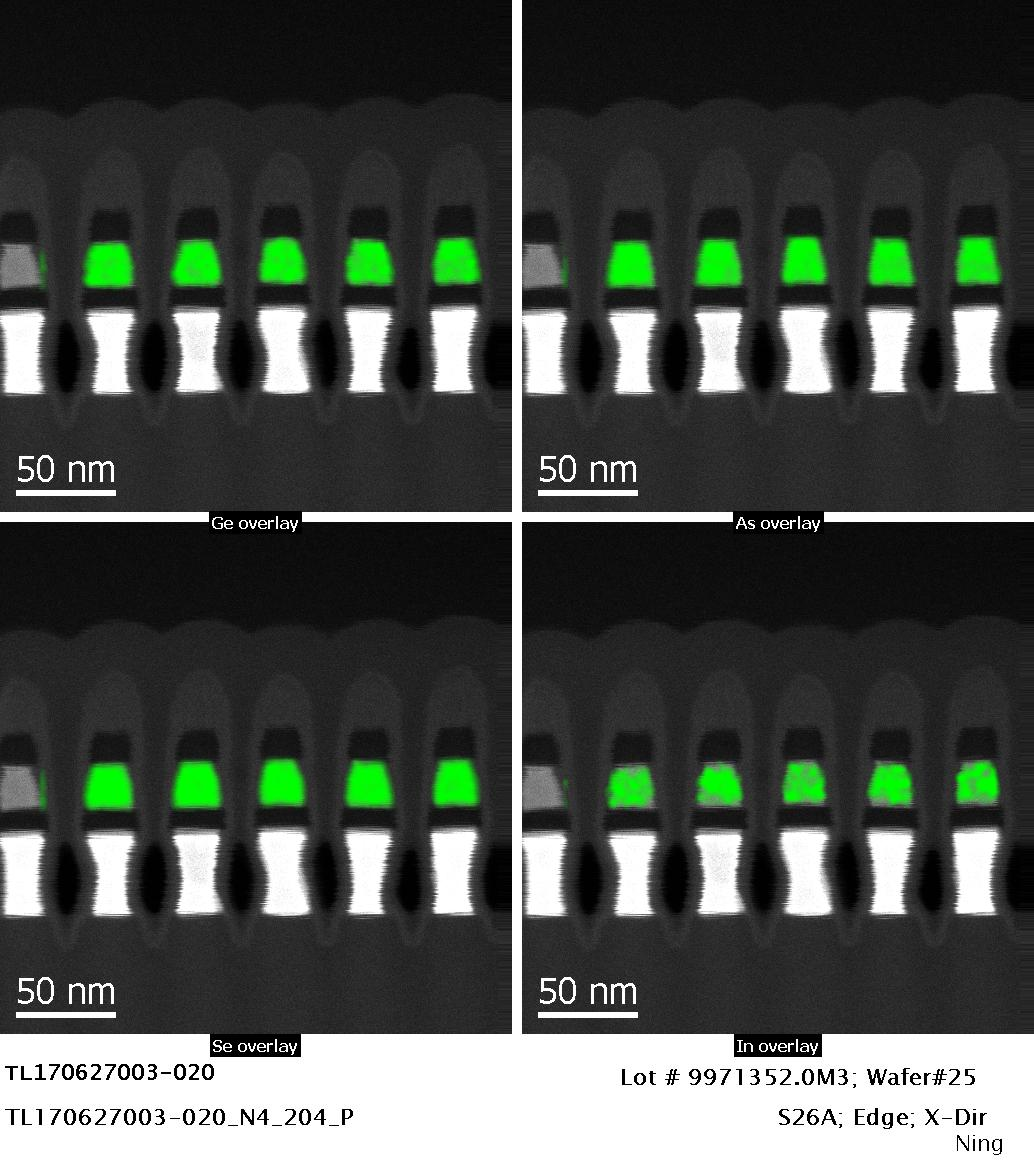 50 nm
50 nm
Ge overlay
As overlay
50 nm
50 nm
Se overlay
In overlay
TL170627003-020
Lot # 9971352.0M3; Wafer#25
TL170627003-020_N4_204_P
S26A; Edge; X-Dir
Ning